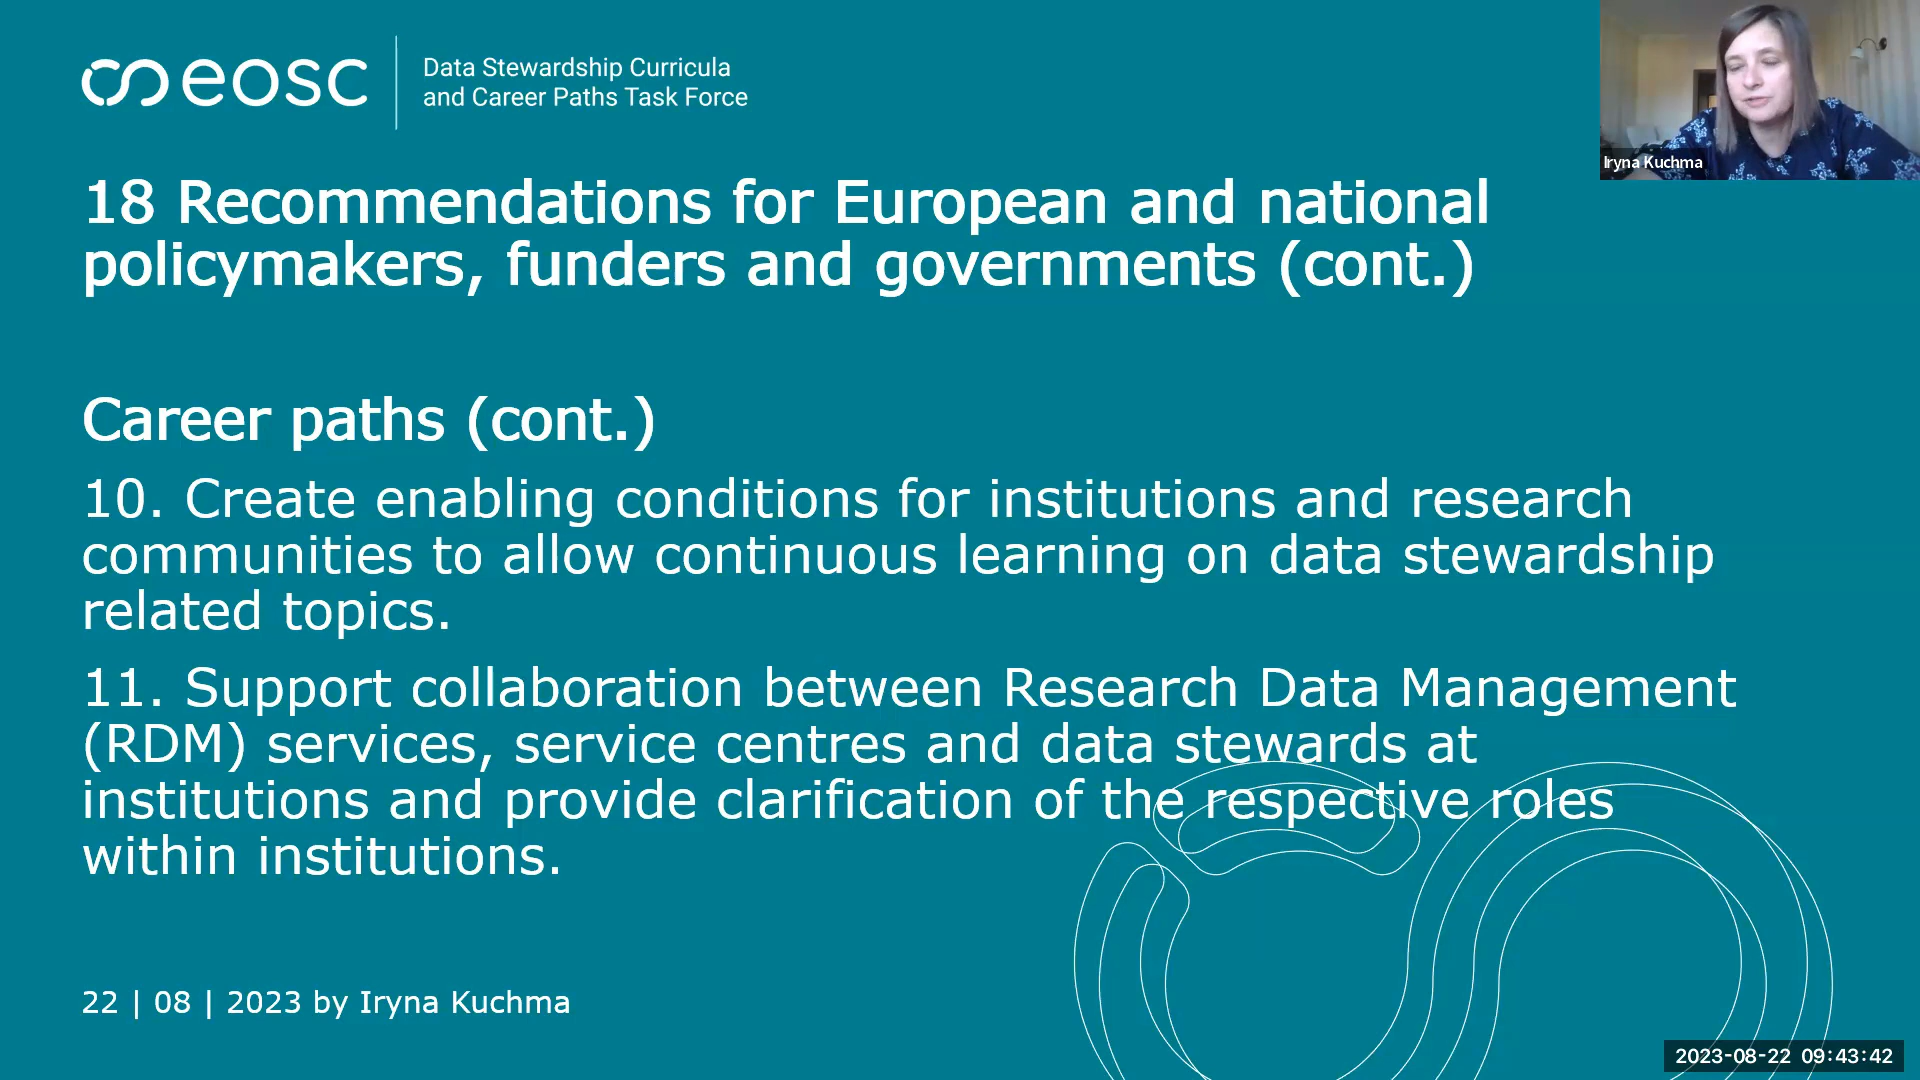 eosc
Data Stewardship Curricula
and Career Paths Task Force
Iryna Kuchma
18 Recommendations for European and national
policymakers, funders and governments (cont.)
Career paths (cont.)
10. Create enabling conditions for institutions and research
communities to allow continuous learning on data stewardship
related topics.
11. Support collaboration between Research Data Management
(RDM) services, service centres and data stewards at
institutions and provide clarification of the respective roles
within institutions.
22 | 08 | 2023 by Iryna Kuchma
2023-08-22 09:43:42